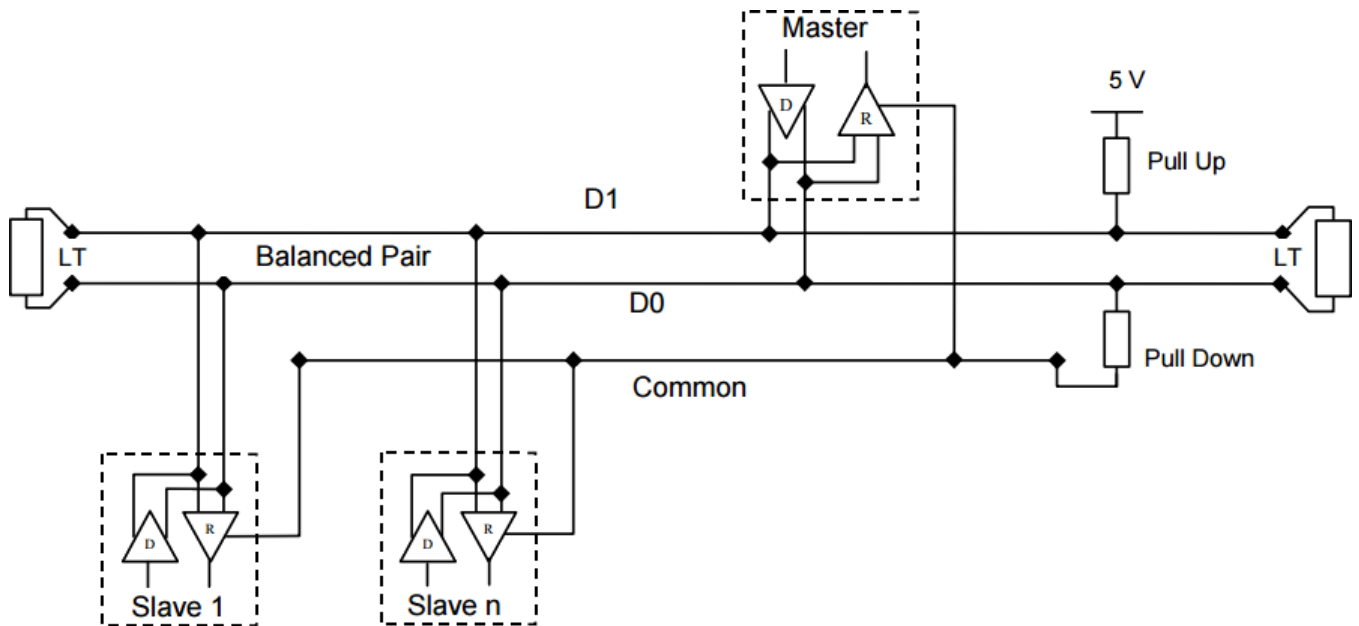 Master
D
R
5 V
Pull Up
D1
LT
Balanced Pair
LT
D0
Pull Down
Common
D
R
D
R
Slave 1
Slave n